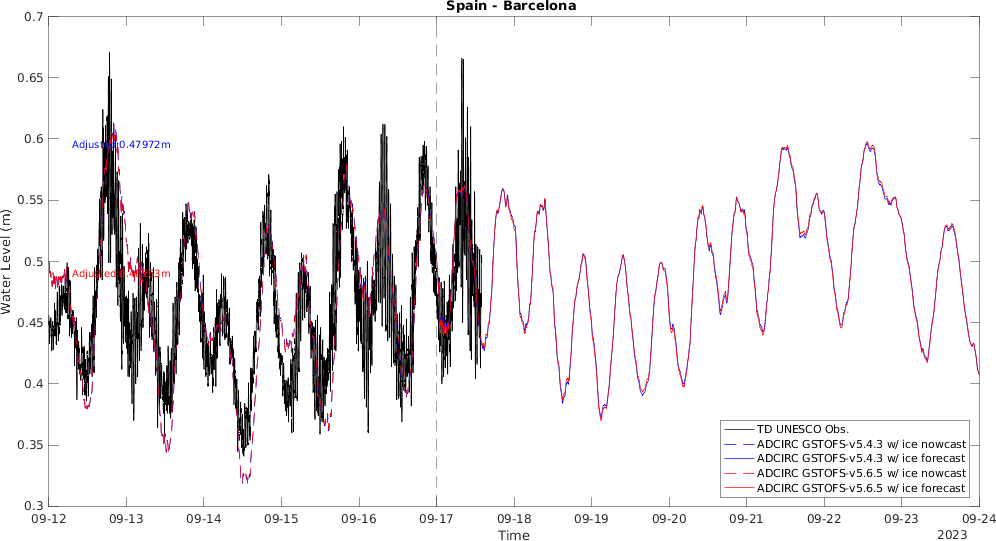 Spain - Barcelona
0.7
0.65
0.6
0.55
0.5
0.45
0.4
0.35
0.3
Water Level (m)
Adjusted 0.47972m
Adjusted
TD UNESCO Obs.
ADCIRC GSTOFS-v5.4.3 w/ ice nowcast
ADCIRC GSTOFS-v5.4.3 w/ ice forecast
ADCIRC GSTOFS-v5.6.5 w/ ice nowcast
ADCIRC GSTOFS-v5.6.5 w/ ice forecast
09-12 09-13 09-14 09-15 09-16 09-17 09-18 09-19 09-20 09-21 09-22 09-23 09-24
Time
2023